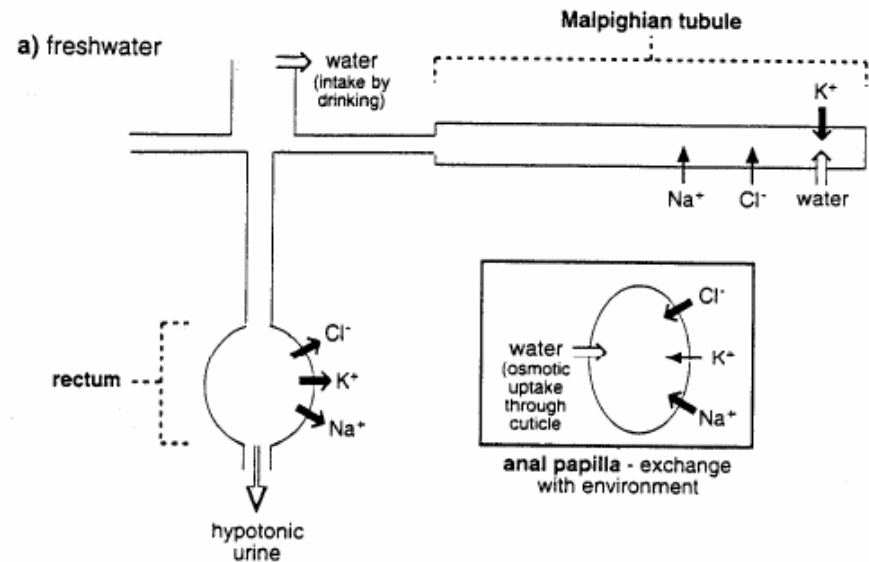 a) freshwater
Malpighian tubule
water
(intake by
drinking)
K+
Na+
Cl-
water
rectum
Cl-
K+
Na+
hypotonic
urine
water
(osmotic
uptake
through
cuticle
Cl-
K+
Na+
anal papilla - exchange
with environment